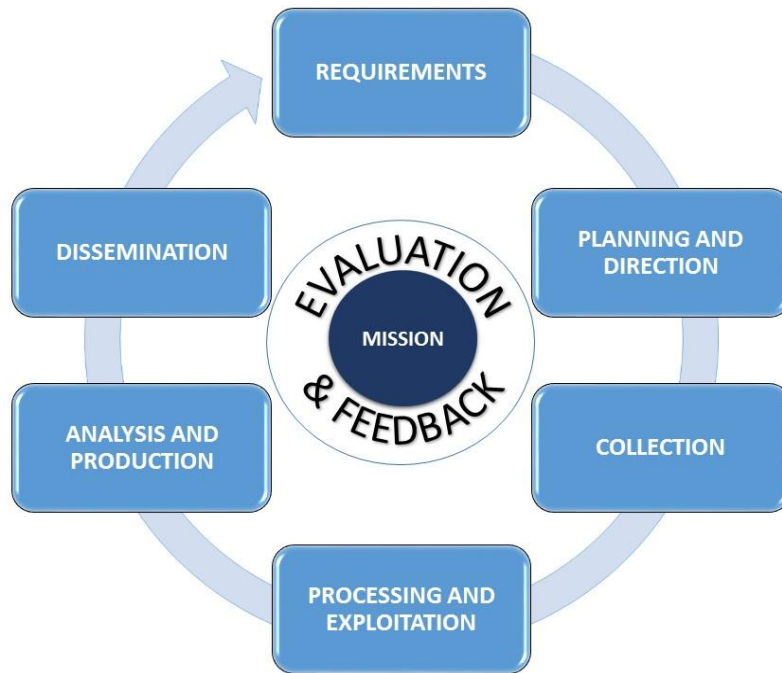 REQUIREMENTS
PLANNING AND
DIRECTION
COLLECTION
PROCESSING AND
EXPLOITATION
ANALYSIS AND
PRODUCTION
DISSEMINATION
EVALUATION
MISSION
& FEEDBACK